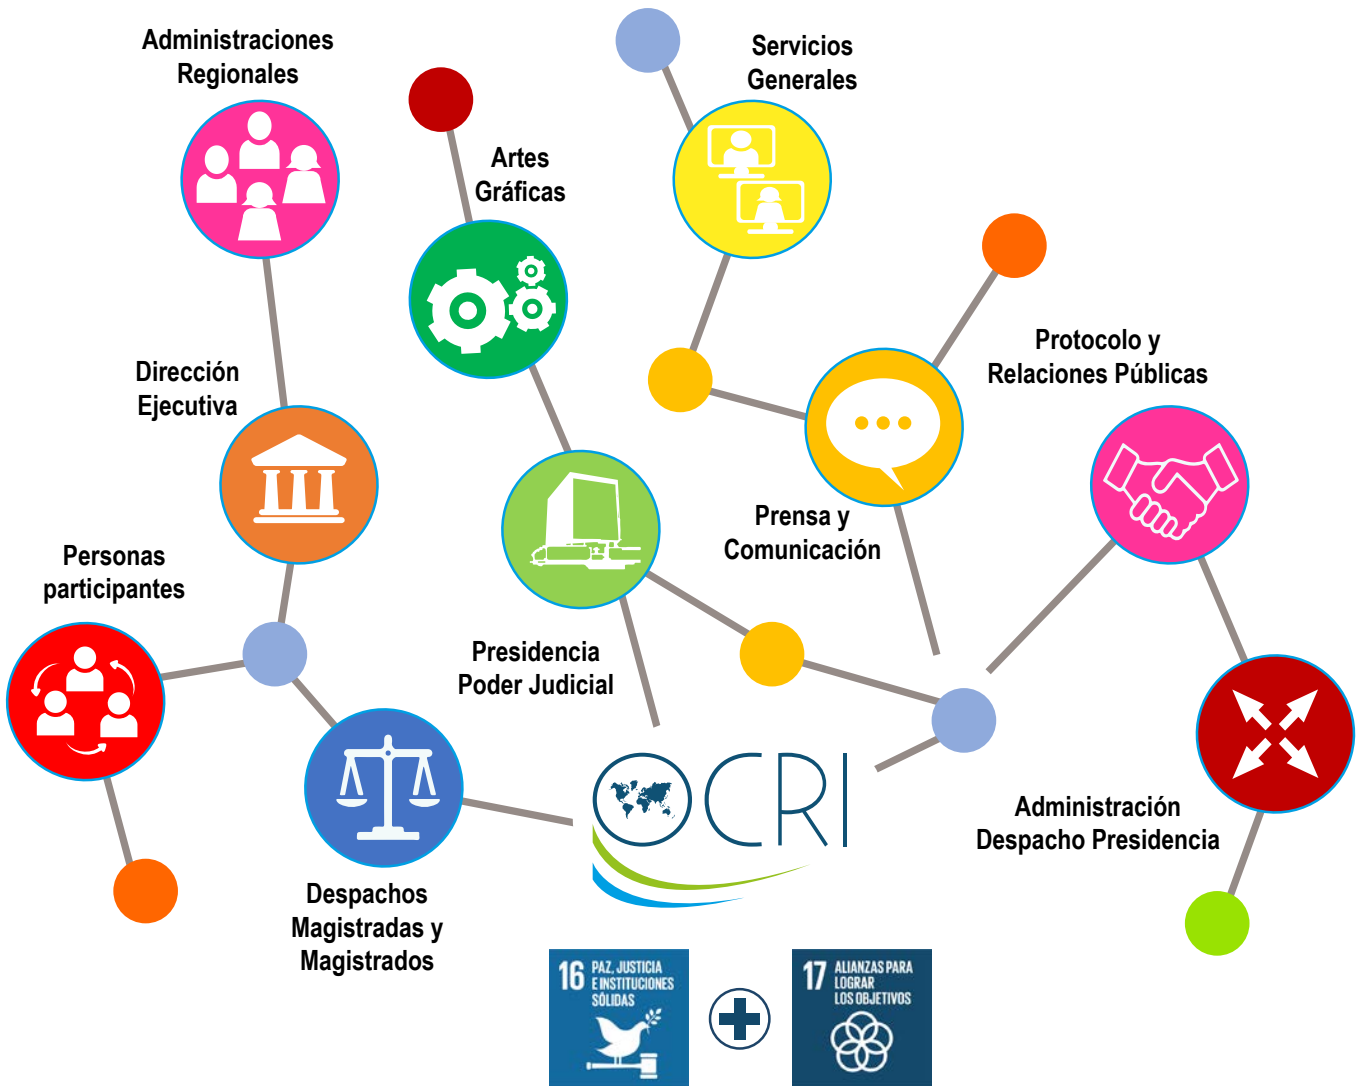 Administraciones
Regionales
Servicios
Generales
Artes
Gráficas
Protocolo y
Relaciones Públicas
Dirección
Ejecutiva
Prensa y
Comunicación
Personas
participantes
Presidencia
Poder Judicial
OCRI
Administración
Despacho Presidencia
Despachos
Magistradas y
Magistrados
16 PAZ, JUSTICIA
E INSTITUCIONES
SÓLIDAS
17 ALIANZAS PARA
LOGRAR
LOS OBJETIVOS